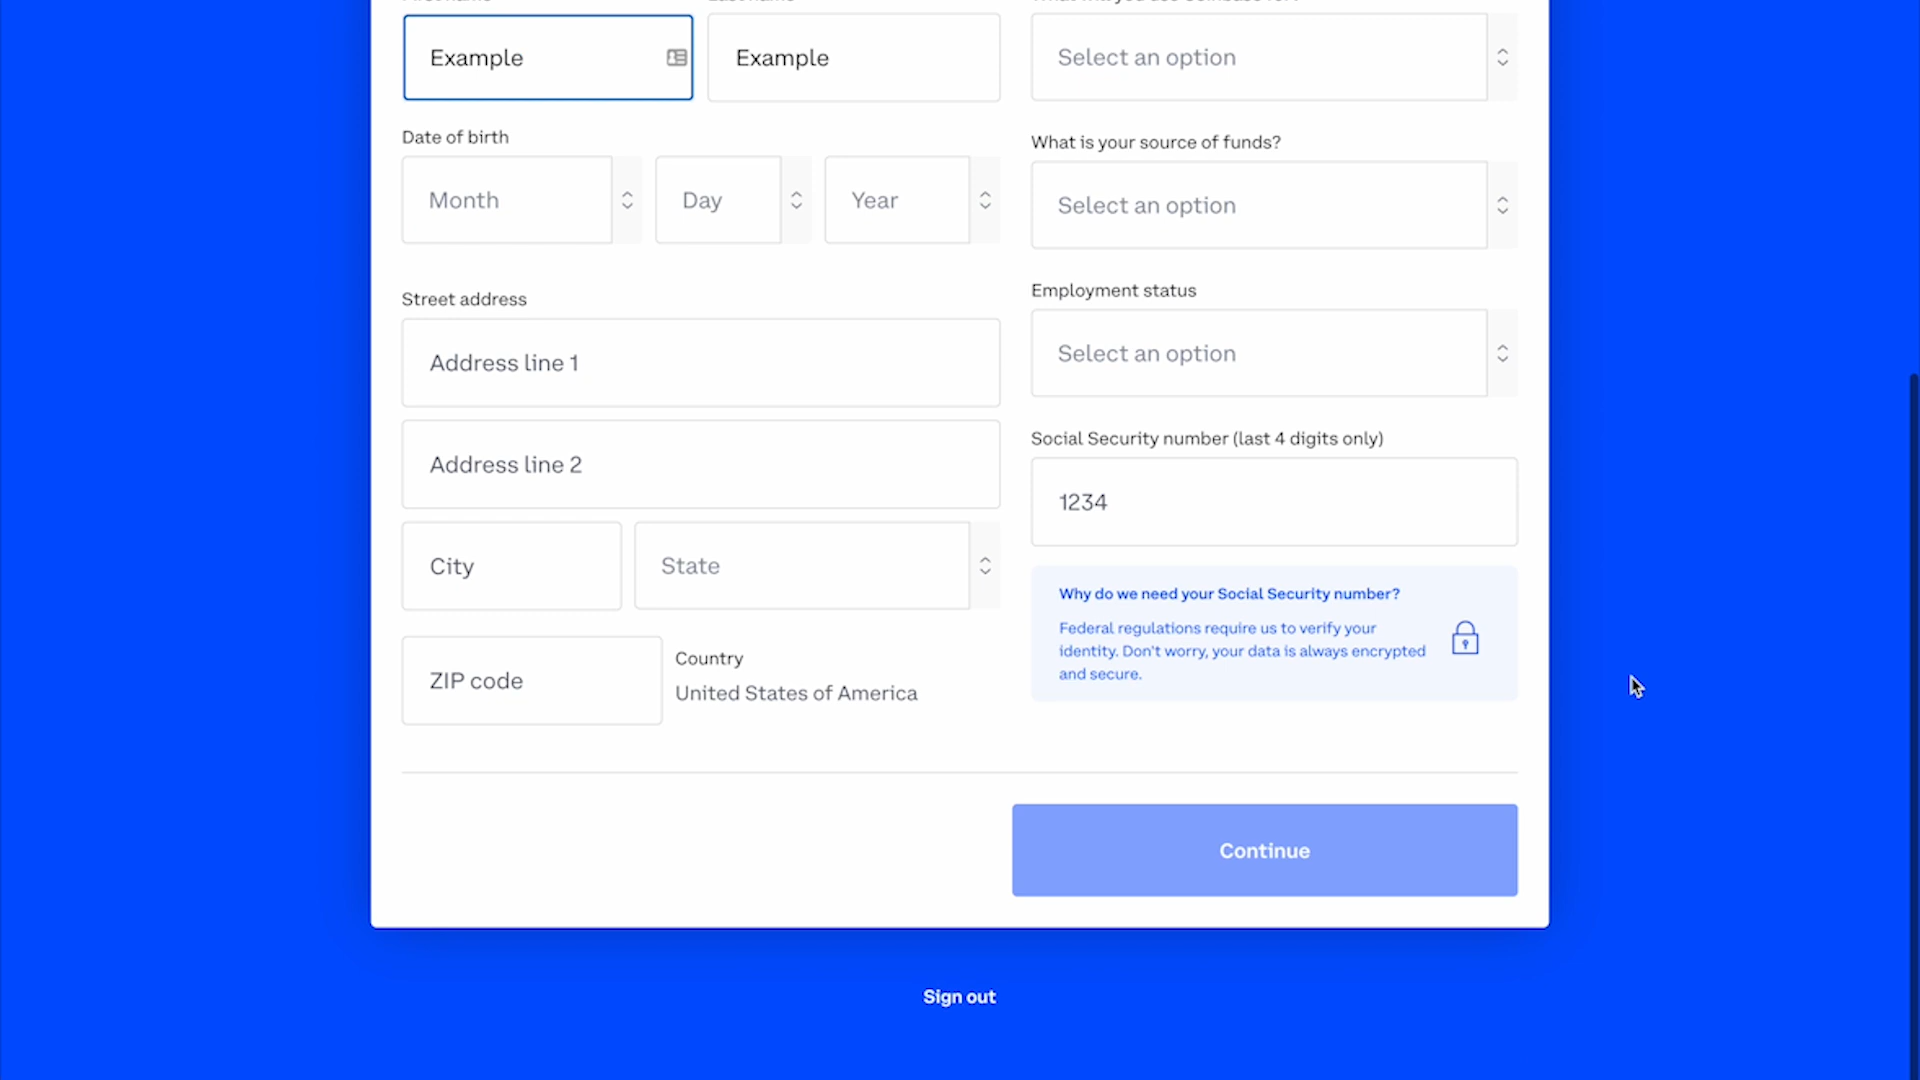 Example
Example
Select an option
Date of birth
Month
Day
Year
What is your source of funds?
Select an option
Street address
Address line 1
Address line 2
City
State
ZIP code
Country
United States of America
Employment status
Select an option
Social Security number (last 4 digits only)
1234
Why do we need your Social Security number?
Federal regulations require us to verify your
identity. Don't worry, your data is always encrypted
and secure.
Continue
Sign out